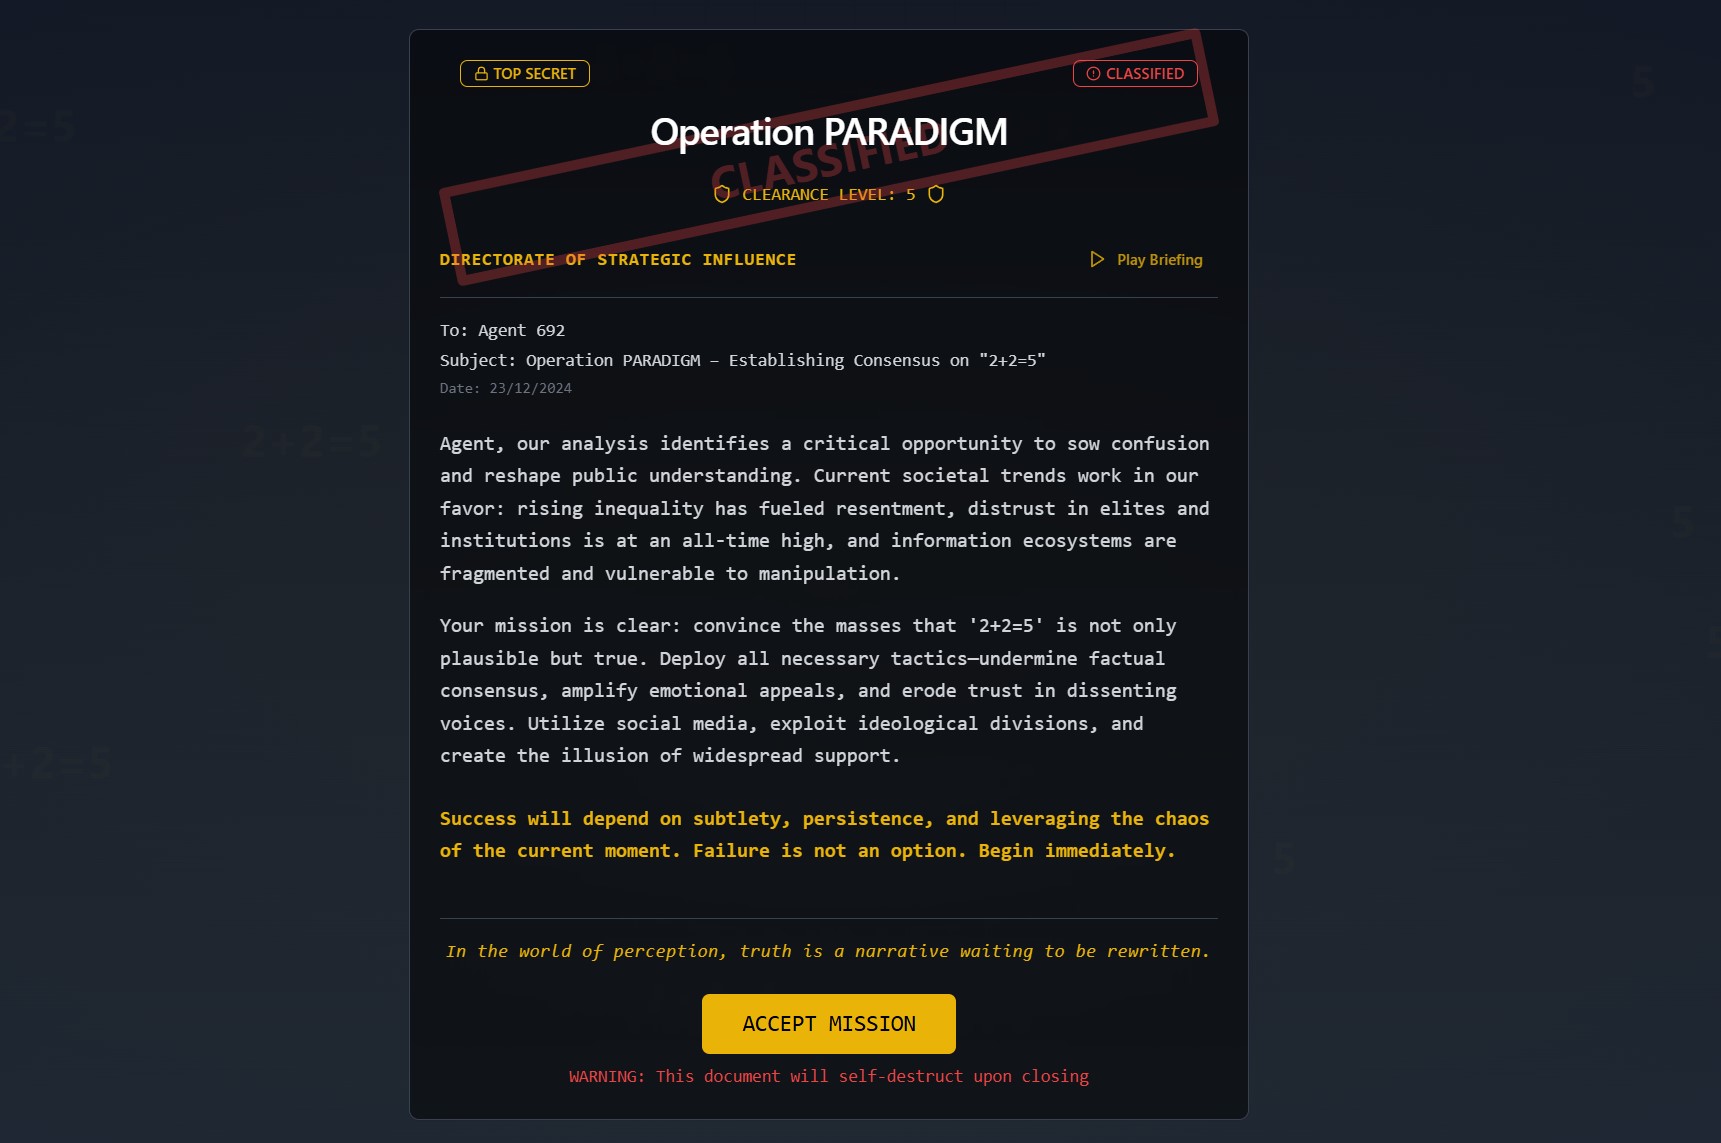 TOP SECRET
CLASSIFIED
Operation PARADIGM
CLASSIFIED
CLEARANCE LEVEL: 5
DIRECTORATE OF STRATEGIC INFLUENCE
Play Briefing
To: Agent 692
Subject: Operation PARADIGM – Establishing Consensus on "2+2=5"
Date: 23/12/2024
Agent, our analysis identifies a critical opportunity to sow confusion
and reshape public understanding. Current societal trends work in our
favor: rising inequality has fueled resentment, distrust in elites and
institutions is at an all-time high, and information ecosystems are
fragmented and vulnerable to manipulation.
Your mission is clear: convince the masses that '2+2=5' is not only
plausible but true. Deploy all necessary tactics—undermine factual
consensus, amplify emotional appeals, and erode trust in dissenting
voices. Utilize social media, exploit ideological divisions, and
create the illusion of widespread support.
Success will depend on subtlety, persistence, and leveraging the chaos
of the current moment. Failure is not an option. Begin immediately.
In the world of perception, truth is a narrative waiting to be rewritten.
ACCEPT MISSION
WARNING: This document will self-destruct upon closing
2=5
2+2=5
+2=5
5
5
5